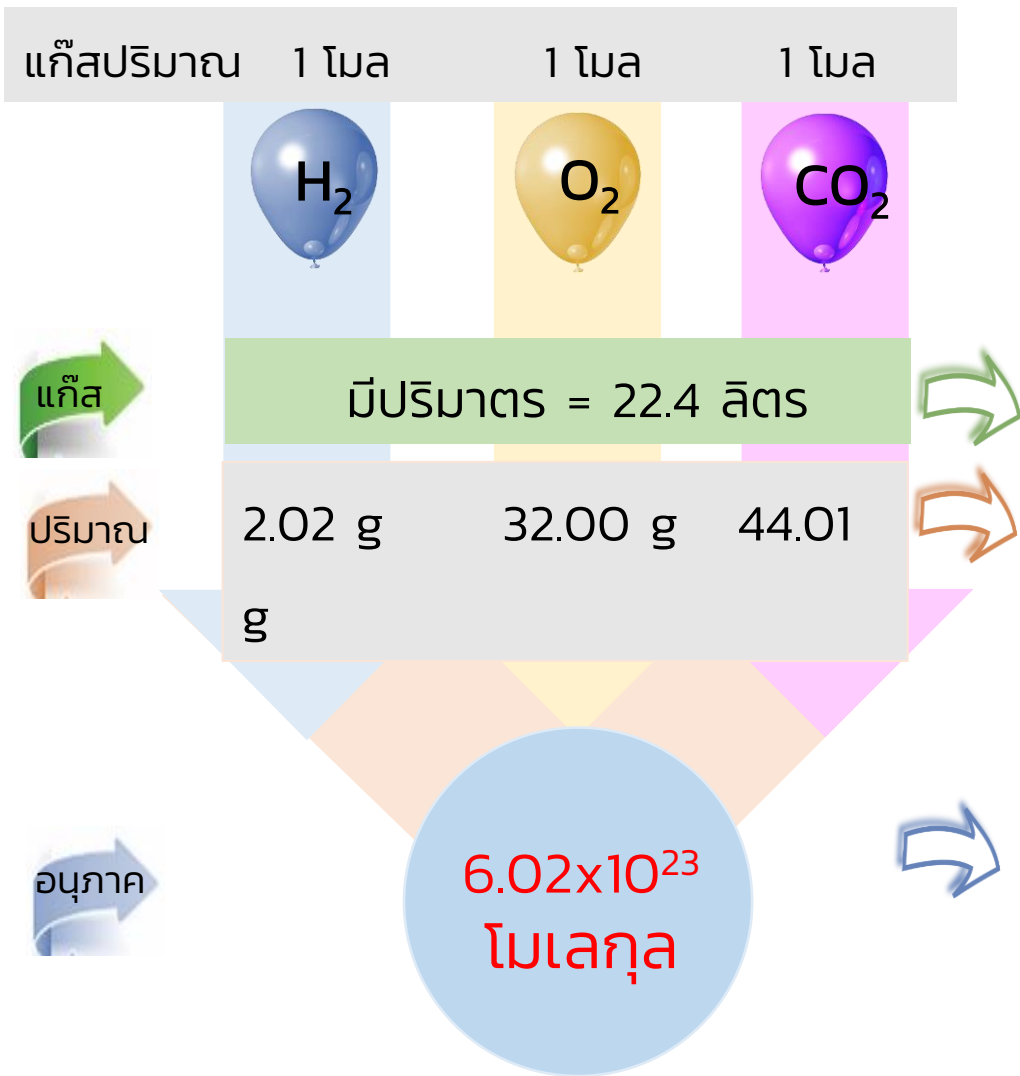 แก๊สปริมาณ 1 โมล 1 โมล 1 โมล
H₂ O₂ CO₂
แก๊ส
มีปริมาตร = 22.4 ลิตร
ปริมาณ
2.02 g 32.00 g 44.01
g
อนุภาค
6.02x10²³
โมเลกุล